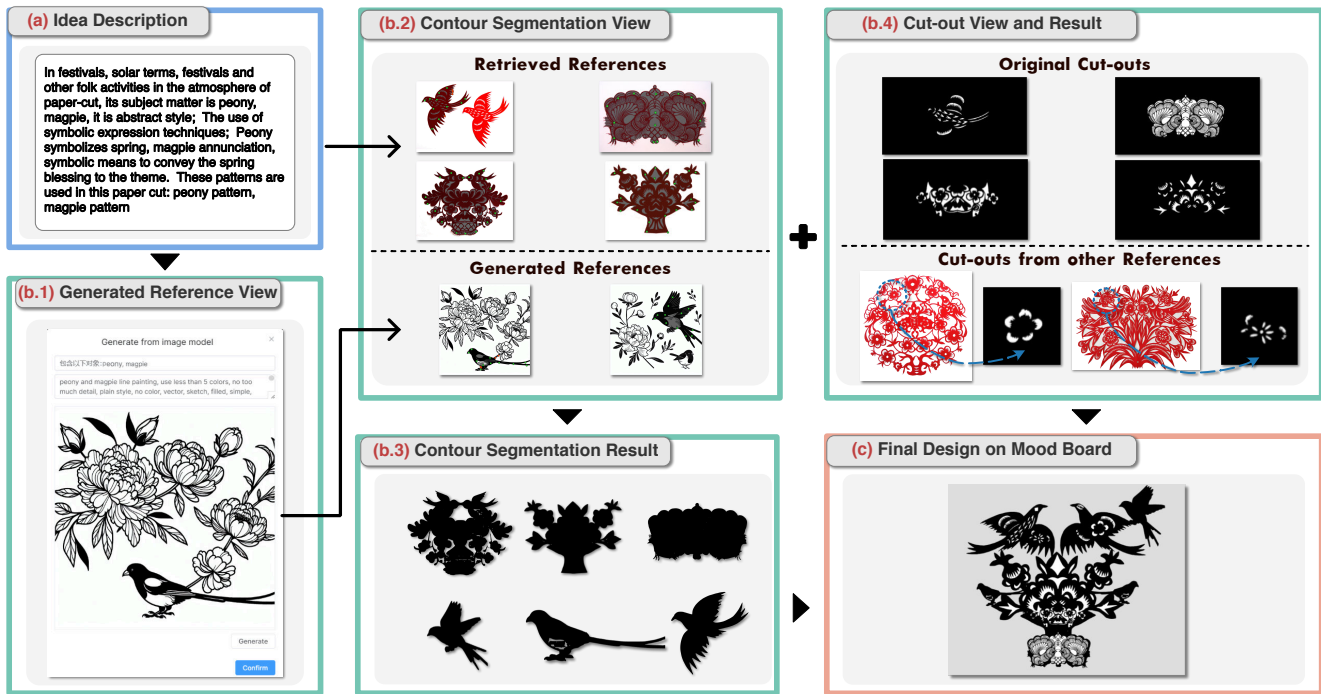 (a) Idea Description
In festivals, solar terms, festivals and
other folk activities in the atmosphere of
paper-cut, its subject matter is peony,
magpie, it is abstract style;  The use of
symbolic expression techniques;  Peony
symbolizes spring, magpie annunciation,
symbolic means to convey the spring
blessing to the theme.  These patterns are
used in this paper cut: peony pattern,
magpie pattern
(b.1) Generated Reference View
Generate from image model
包含以下对象:peony, magpie
peony and magpie line painting, use less than 5 colors, no too
much detail, plain style, no color, vector, sketch, filled, simple,
Generate
Confirm
(b.2) Contour Segmentation View
Retrieved References
Generated References
(b.3) Contour Segmentation Result
(b.4) Cut-out View and Result
Original Cut-outs
Cut-outs from other References
(c) Final Design on Mood Board